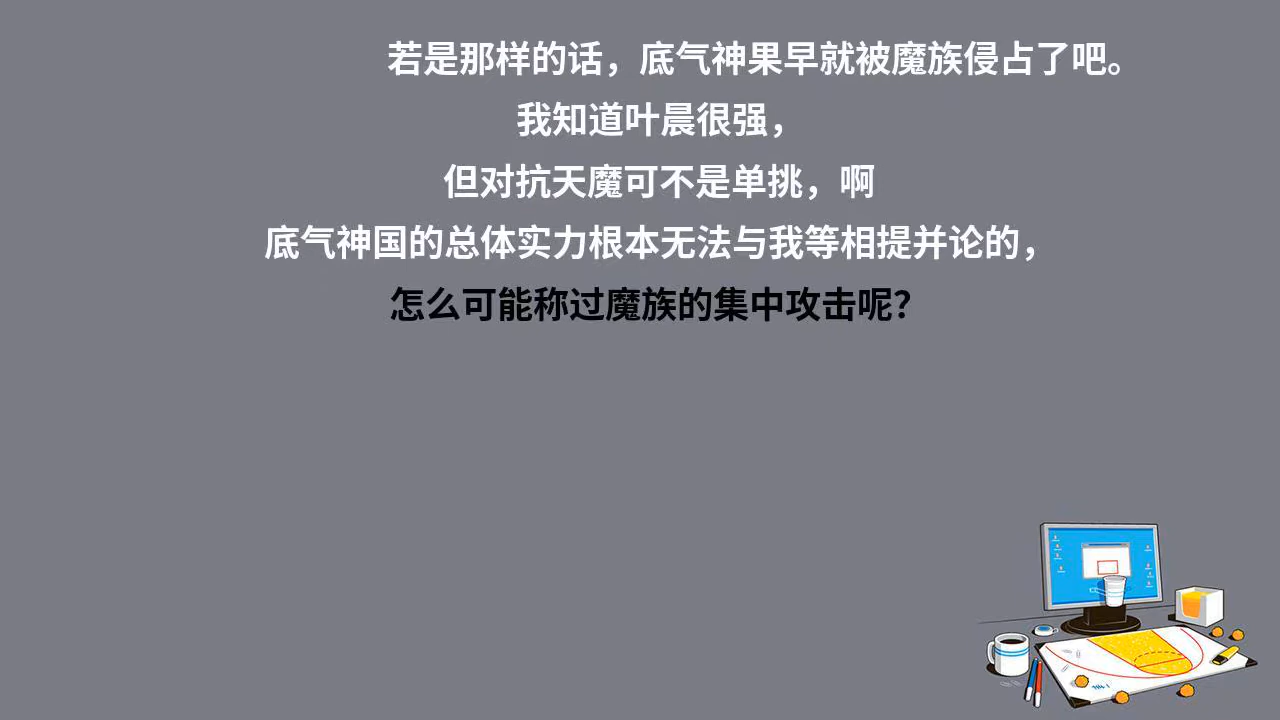 若是那样的话，底气神果早就被魔族侵占了吧。
我知道叶晨很强，
但对抗天魔可不是单挑，啊
底气神国的总体实力根本无法与我等相提并论的，
怎么可能称过魔族的集中攻击呢？